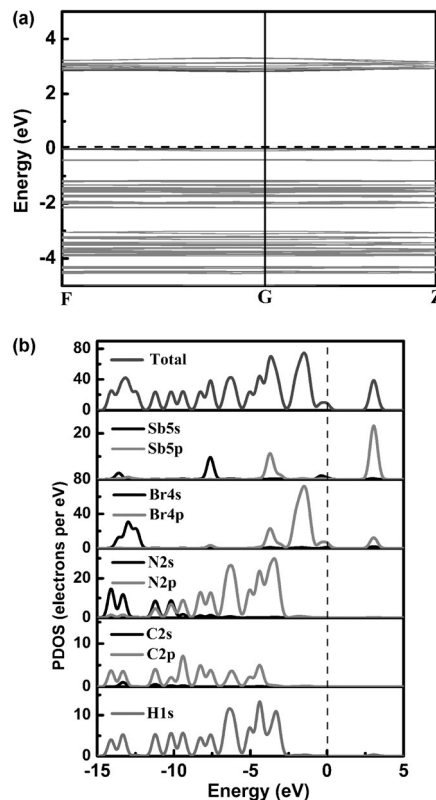 (a)
4
2
0
-2
-4
Energy (eV)
F G Z
(b)
80
40
0
Total
20
Sb5s
Sb5p
80
40
0
Br4s
Br4p
20
0
N2s
N2p
10
5
0
C2s
C2p
10
5
0
H1s
PDOS (electrons per eV)
-15 -10 -5 0 5
Energy (eV)